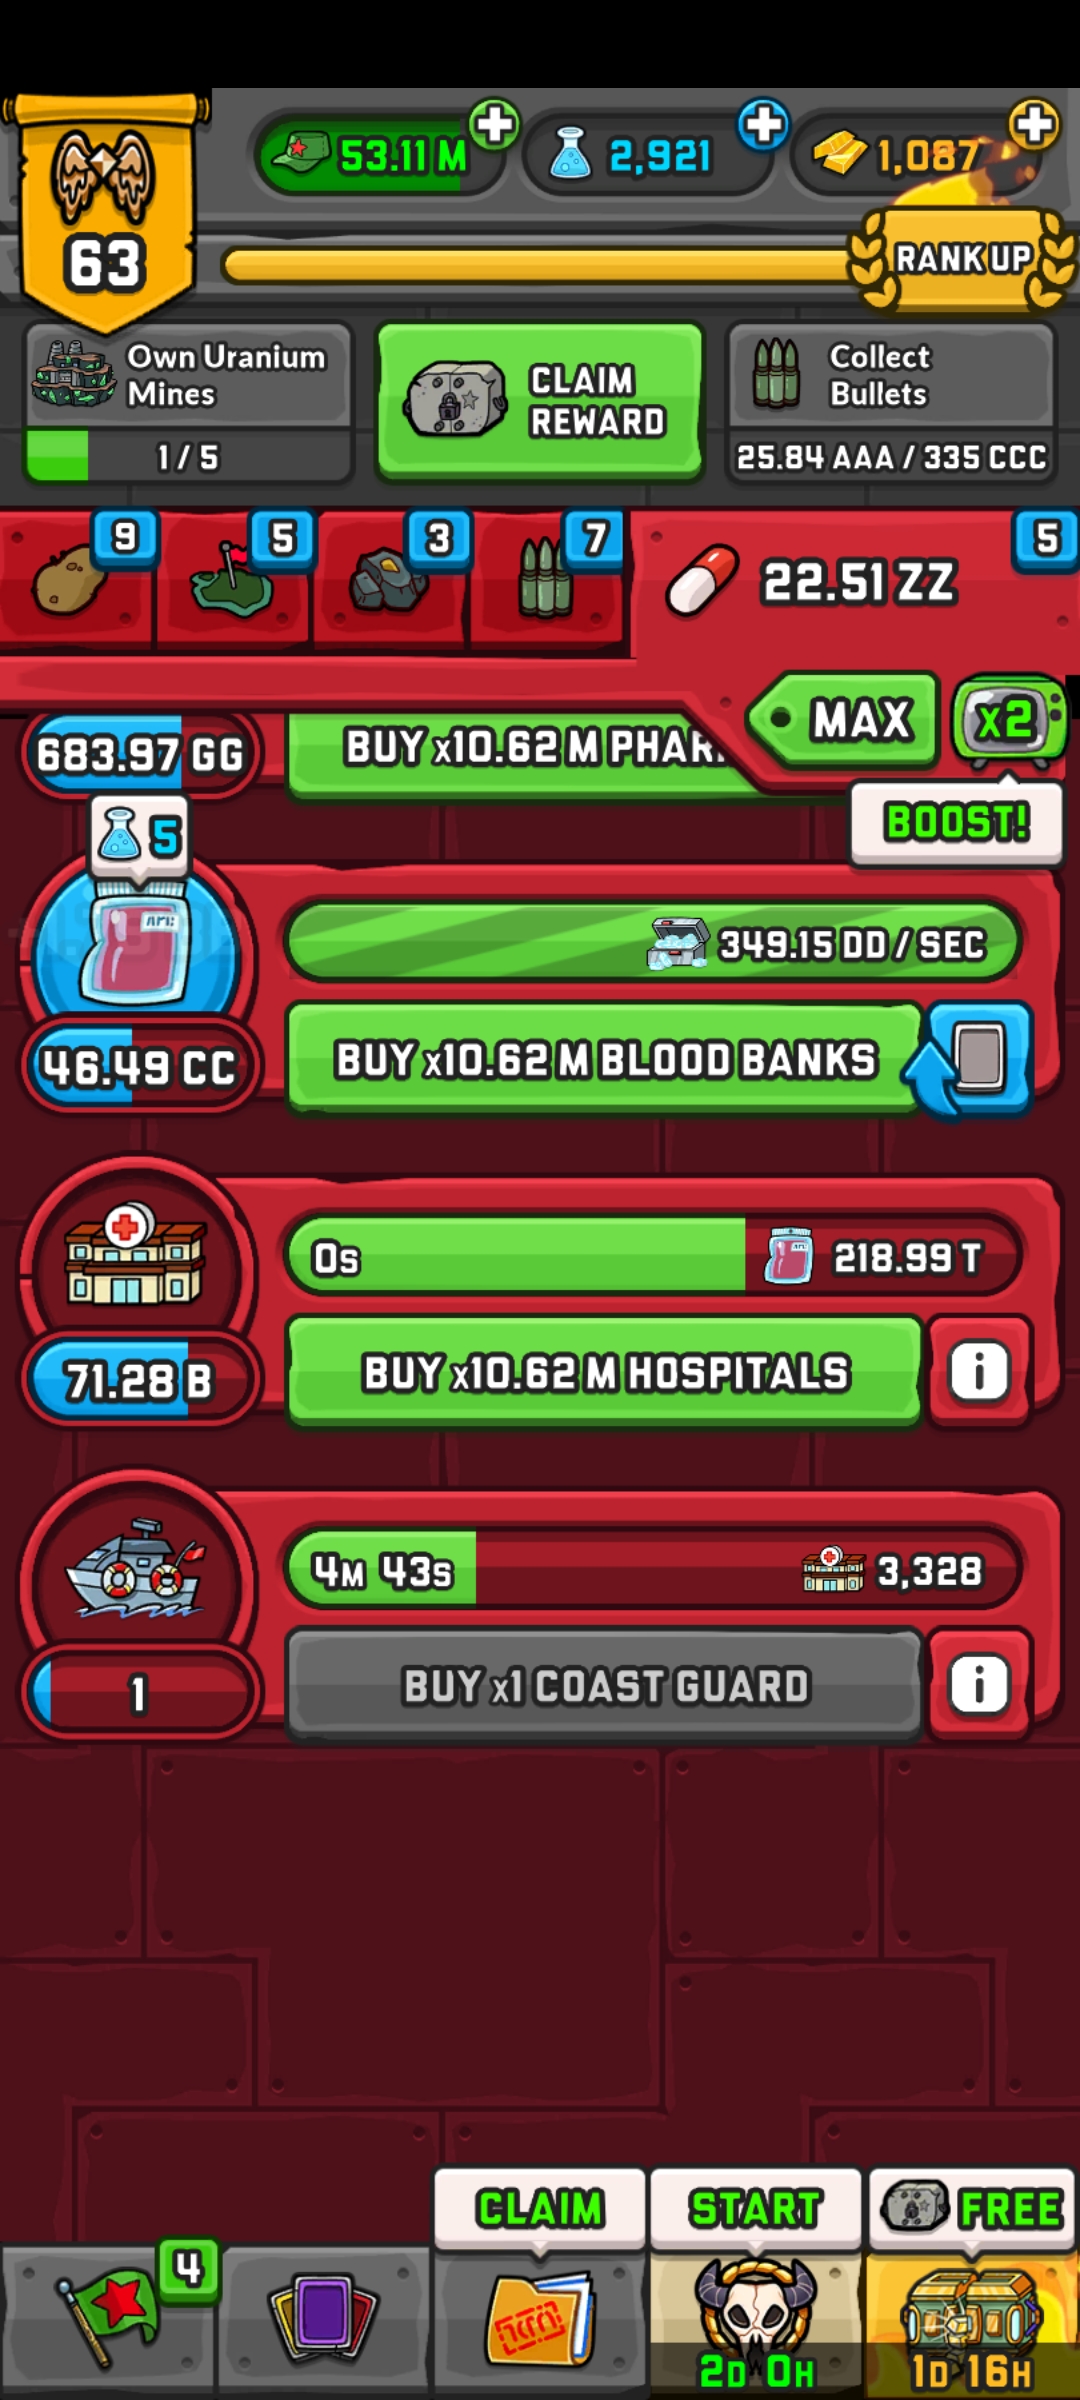 53.11 M
2,921
1,087
63
RANK UP
Own Uranium
Mines
1 / 5
CLAIM
REWARD
Collect
Bullets
25.84 AAA / 335 CCC
9
5
3
7
22.51 ZZ
5
MAX
x2
BOOST!
683.97 GG
BUY x10.62 M PHAR
5
349.15 DD / SEC
46.49 CC
BUY x10.62 M BLOOD BANKS
0s
218.99 T
71.28 B
BUY x10.62 M HOSPITALS
i
4M 43s
3,328
1
BUY x1 COAST GUARD
i
CLAIM
START
FREE
4
2D 0H
1D 16H